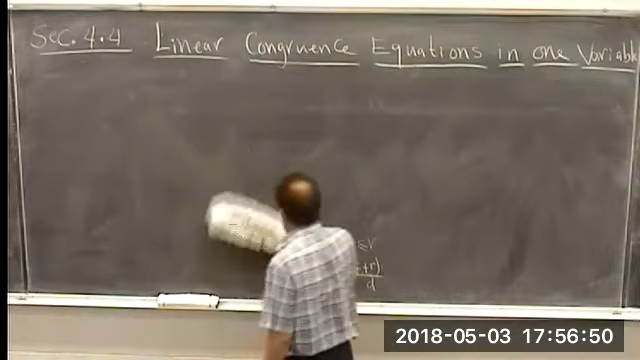 Sec. 4.4 Linear Congruence Equations in one Variable
2018-05-03 17:56:50